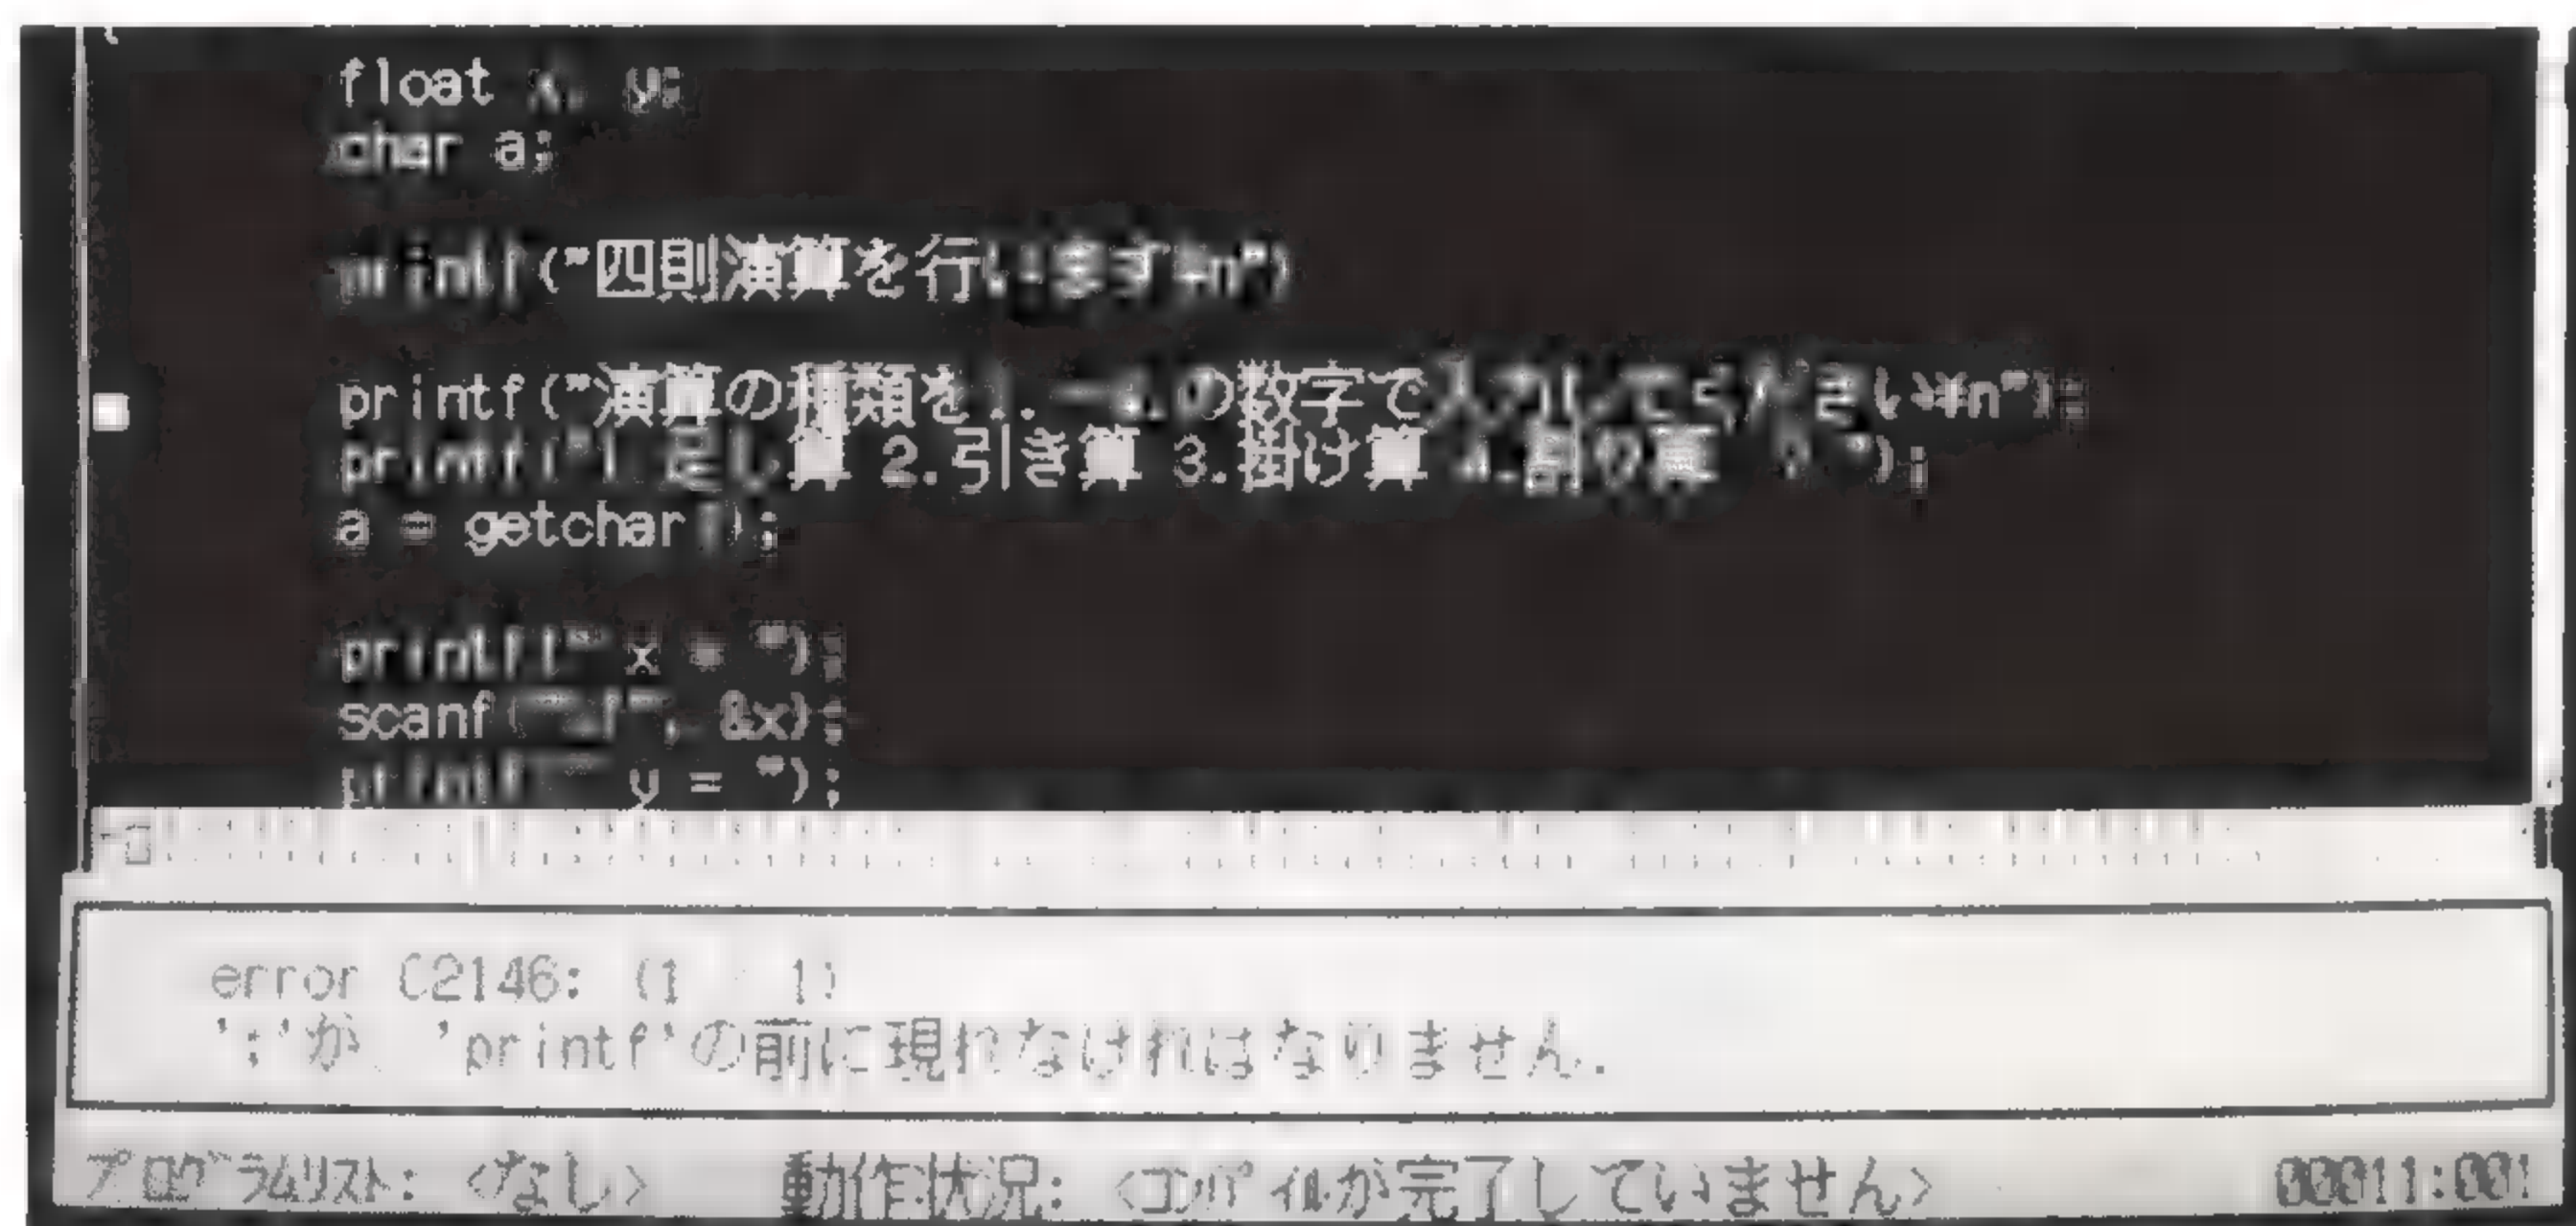 {
float x, y;
char a;
printf("四則演算を行います¥n")
printf("演算の種類を の数字で入力してください¥n");
printf("1.足し算 2.引き算 3.掛け算 4.割り算 ");
a = getchar();
printf(" x = ");
scanf( &x);
printf(" y = ");
error C2146: (1 1)
';'が 'printf'の前に現れなければなりません.
プログラムリスト: <なし> 動作状況: <コンパイルが完了していません> 00011:001